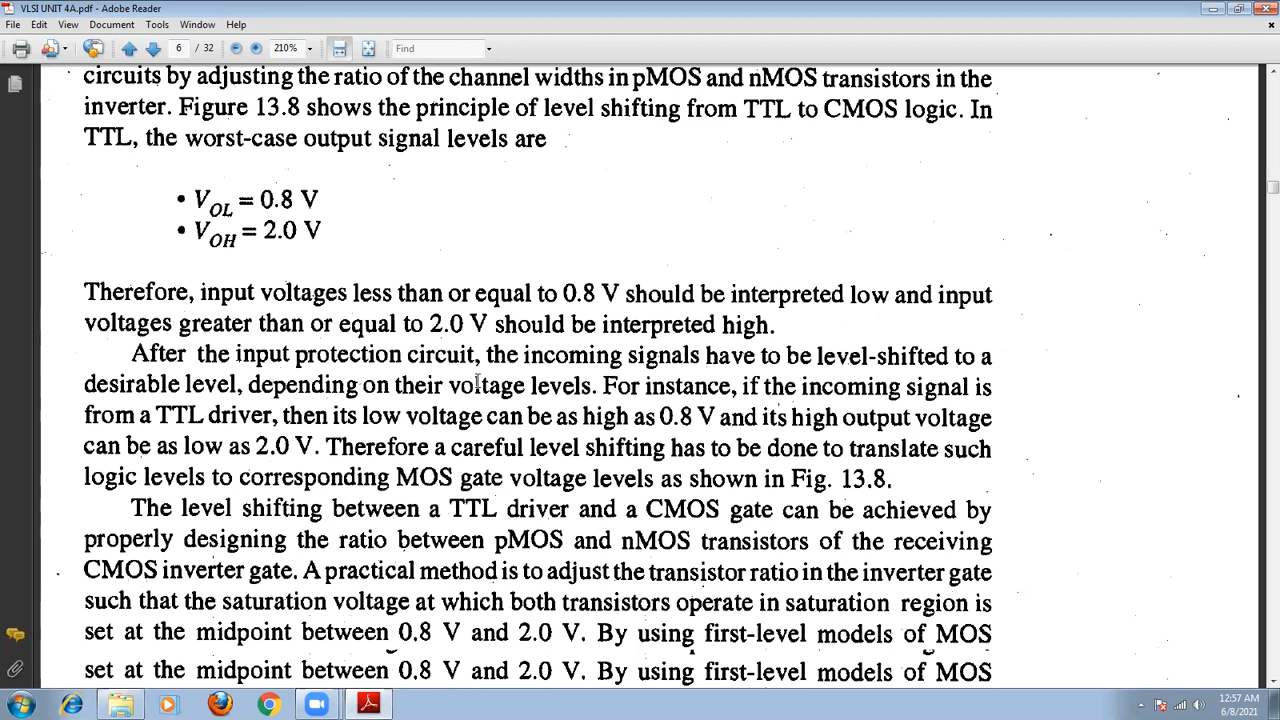 VLSI UNIT 4A.pdf - Adobe Reader
File Edit View Document Tools Window Help
6 / 32 210% Find
circuits by adjusting the ratio of the channel widths in pMOS and nMOS transistors in the
inverter. Figure 13.8 shows the principle of level shifting from TTL to CMOS logic. In
TTL, the worst-case output signal levels are
• VOL = 0.8 V
• VOH = 2.0 V
Therefore, input voltages less than or equal to 0.8 V should be interpreted low and input
voltages greater than or equal to 2.0 V should be interpreted high.
After the input protection circuit, the incoming signals have to be level-shifted to a
desirable level, depending on their voltage levels. For instance, if the incoming signal is
from a TTL driver, then its low voltage can be as high as 0.8 V and its high output voltage
can be as low as 2.0 V. Therefore a careful level shifting has to be done to translate such
logic levels to corresponding MOS gate voltage levels as shown in Fig. 13.8.
The level shifting between a TTL driver and a CMOS gate can be achieved by
properly designing the ratio between pMOS and nMOS transistors of the receiving
CMOS inverter gate. A practical method is to adjust the transistor ratio in the inverter gate
such that the saturation voltage at which both transistors operate in saturation region is
set at the midpoint between 0.8 V and 2.0 V. By using first-level models of MOS
set at the midpoint between 0.8 V and 2.0 V. By using first-level models of MOS
12:57 AM
6/8/2021